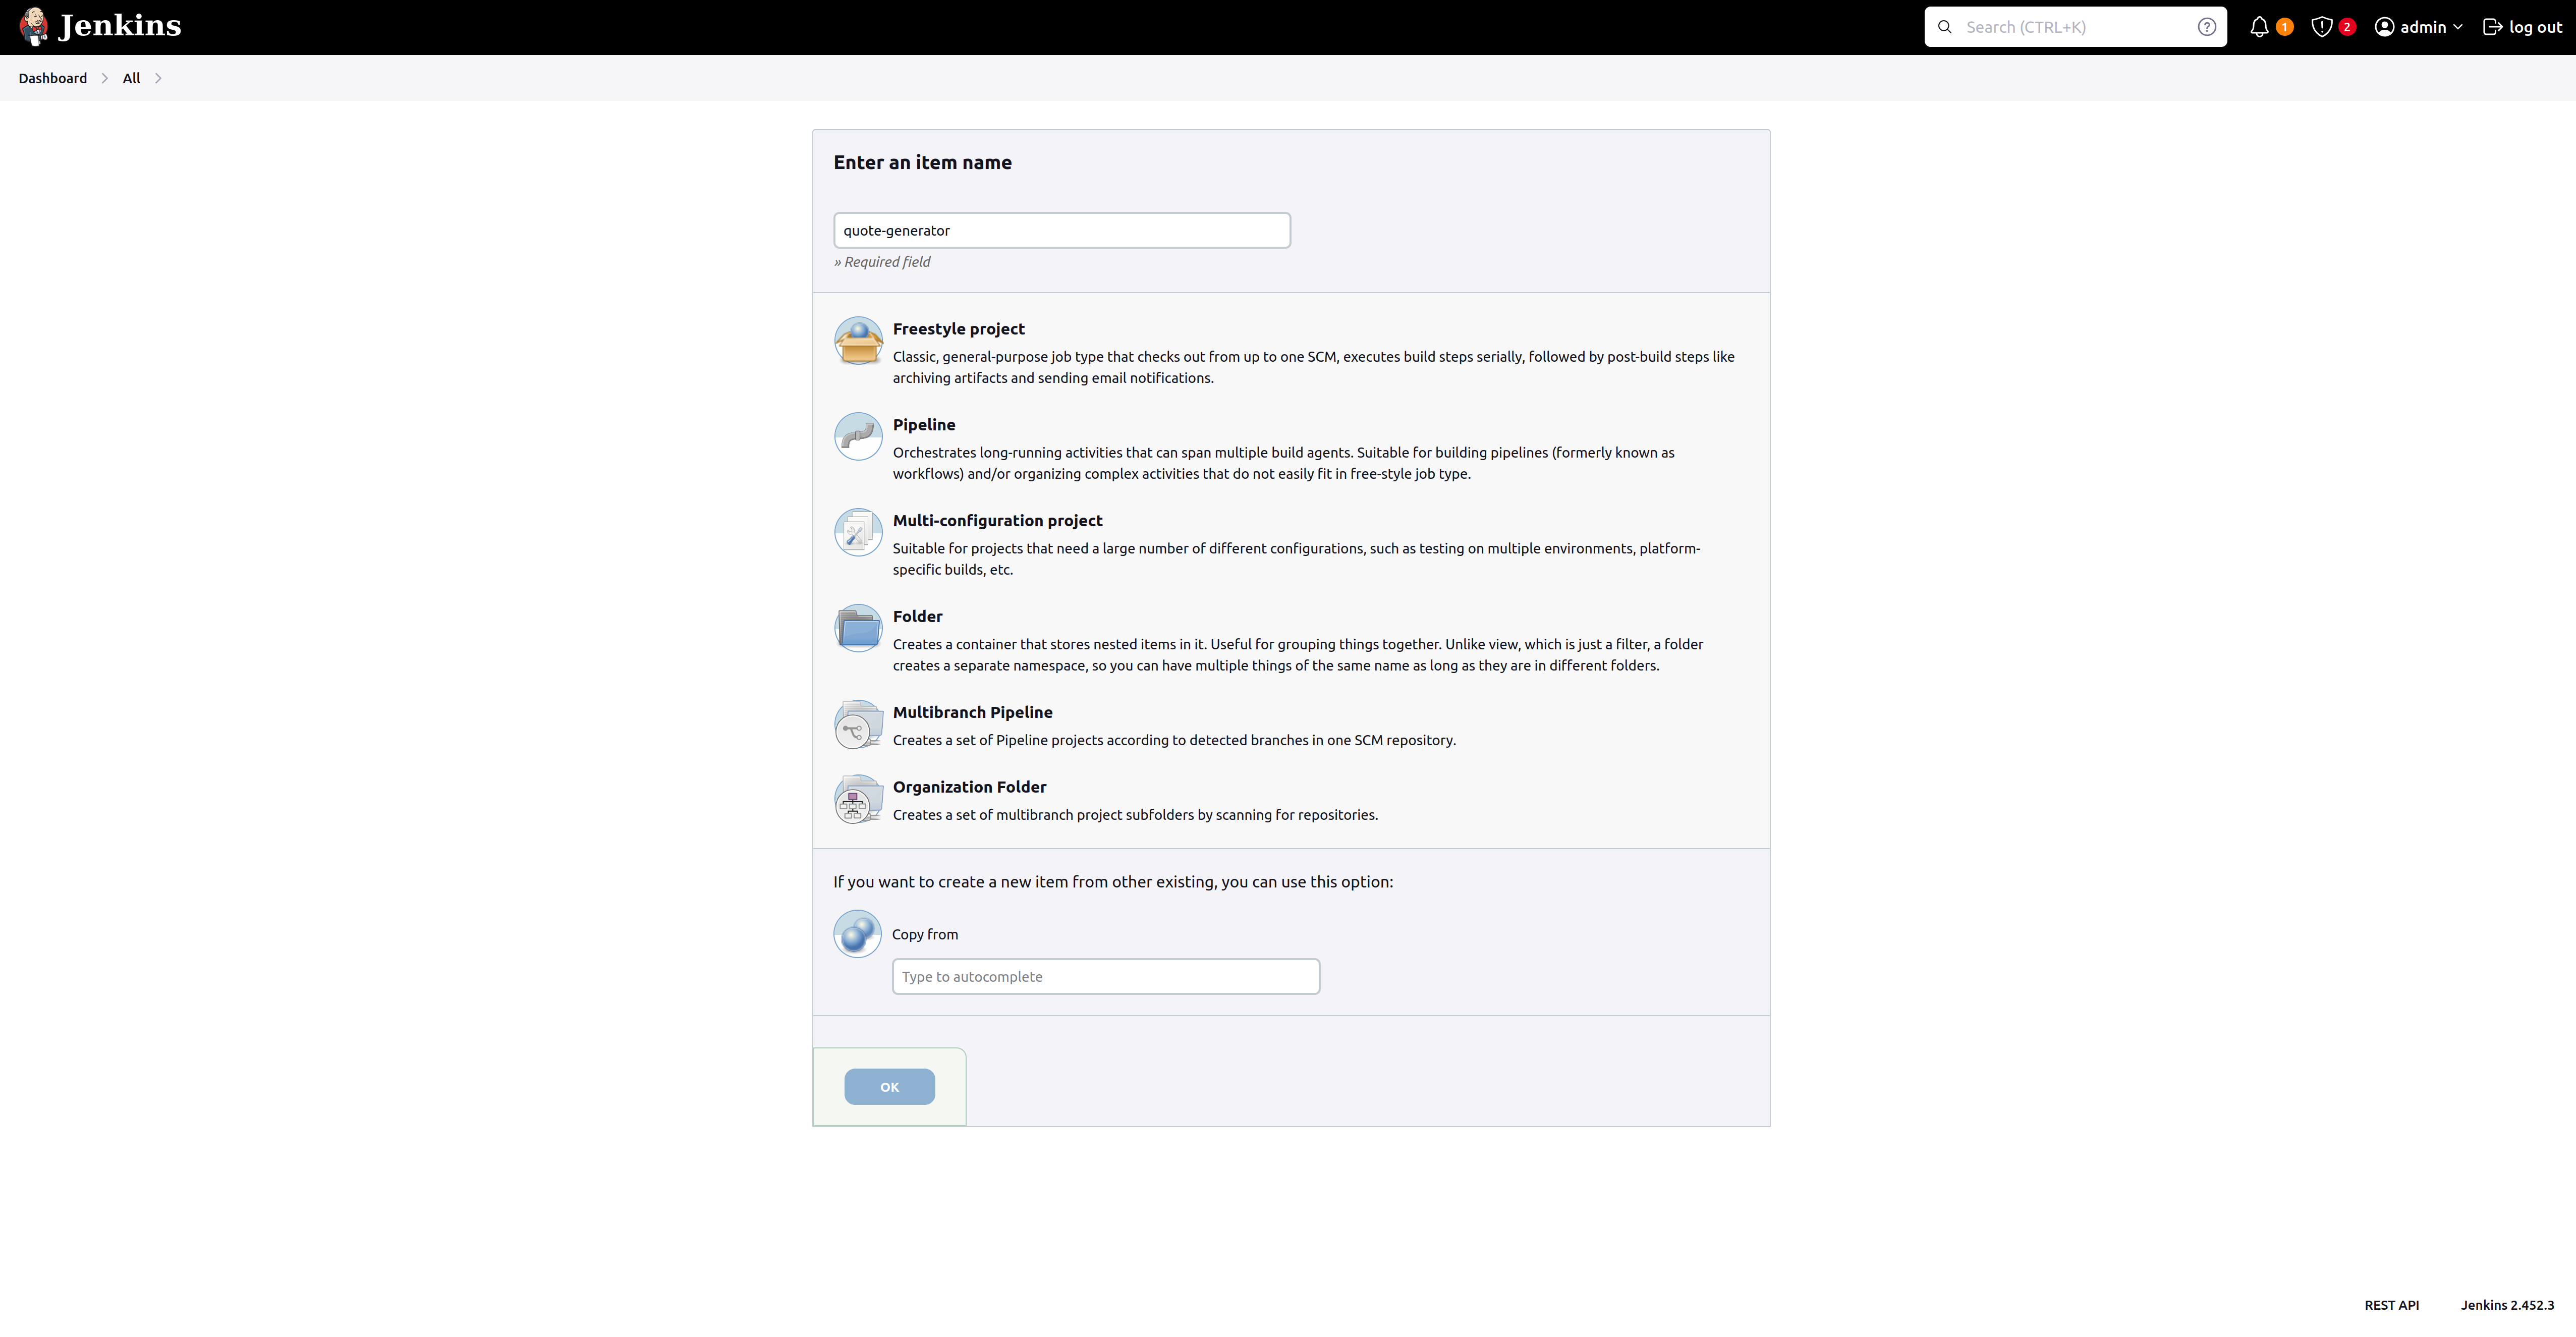 Jenkins
Search (CTRL+K)
?
1
2
admin
log out
Dashboard
All
Enter an item name
quote-generator
» Required field
Freestyle project
Classic, general-purpose job type that checks out from up to one SCM, executes build steps serially, followed by post-build steps like
archiving artifacts and sending email notifications.
Pipeline
Orchestrates long-running activities that can span multiple build agents. Suitable for building pipelines (formerly known as
workflows) and/or organizing complex activities that do not easily fit in free-style job type.
Multi-configuration project
Suitable for projects that need a large number of different configurations, such as testing on multiple environments, platform-
specific builds, etc.
Folder
Creates a container that stores nested items in it. Useful for grouping things together. Unlike view, which is just a filter, a folder
creates a separate namespace, so you can have multiple things of the same name as long as they are in different folders.
Multibranch Pipeline
Creates a set of Pipeline projects according to detected branches in one SCM repository.
Organization Folder
Creates a set of multibranch project subfolders by scanning for repositories.
If you want to create a new item from other existing, you can use this option:
Copy from
Type to autocomplete
OK
REST API
Jenkins 2.452.3